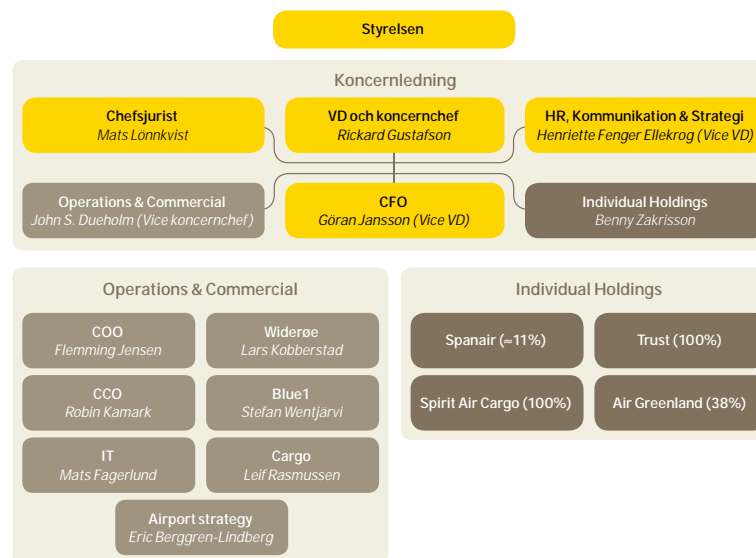 Styrelsen
Koncernledning
Chefsjurist
Mats Lönnkvist
VD och koncernchef
Rickard Gustafson
HR, Kommunikation & Strategi
Henriette Fenger Ellekrog (Vice VD)
Operations & Commercial
John S. Dueholm (Vice koncernchef)
CFO
Göran Jansson (Vice VD)
Individual Holdings
Benny Zakrisson
Operations & Commercial
COO
Flemming Jensen
Widerøe
Lars Kobberstad
CCO
Robin Kamark
Blue1
Stefan Wentjärvi
IT
Mats Fagerlund
Cargo
Leif Rasmussen
Airport strategy
Eric Berggren-Lindberg
Individual Holdings
Spanair (≈11%)
Trust (100%)
Spirit Air Cargo (100%)
Air Greenland (38%)